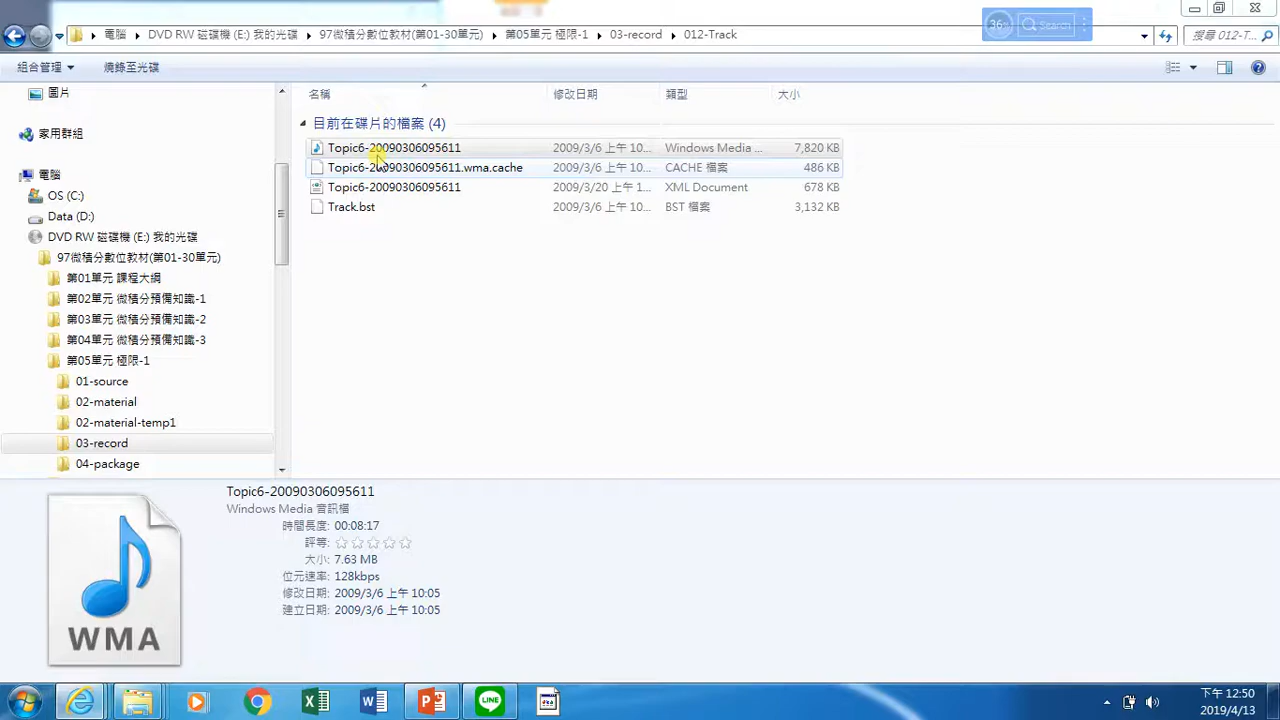 36%
Search
電腦 DVD RW 磁碟機 (E:) 我的光碟 97微積分數位教材(第01-30單元) 第05單元 極限-1 03-record 012-Track
搜尋 012-T...
組合管理 燒錄至光碟
名稱 修改日期 類型 大小
目前在碟片的檔案 (4)
Topic6-20090306095611 2009/3/6 上午 10... Windows Media ... 7,820 KB
Topic6-20090306095611.wma.cache 2009/3/6 上午 10... CACHE 檔案 486 KB
Topic6-20090306095611 2009/3/20 上午 1... XML Document 678 KB
Track.bst 2009/3/6 上午 10... BST 檔案 3,132 KB
圖片
家用群組
電腦
OS (C:)
Data (D:)
DVD RW 磁碟機 (E:) 我的光碟
97微積分數位教材(第01-30單元)
第01單元 課程大綱
第02單元 微積分預備知識-1
第03單元 微積分預備知識-2
第04單元 微積分預備知識-3
第05單元 極限-1
01-source
02-material
02-material-temp1
03-record
04-package
WMA
Topic6-20090306095611
Windows Media 音訊檔
時間長度: 00:08:17
評等:
大小: 7.63 MB
位元速率: 128kbps
修改日期: 2009/3/6 上午 10:05
建立日期: 2009/3/6 上午 10:05
LINE
下午 12:50
2019/4/13